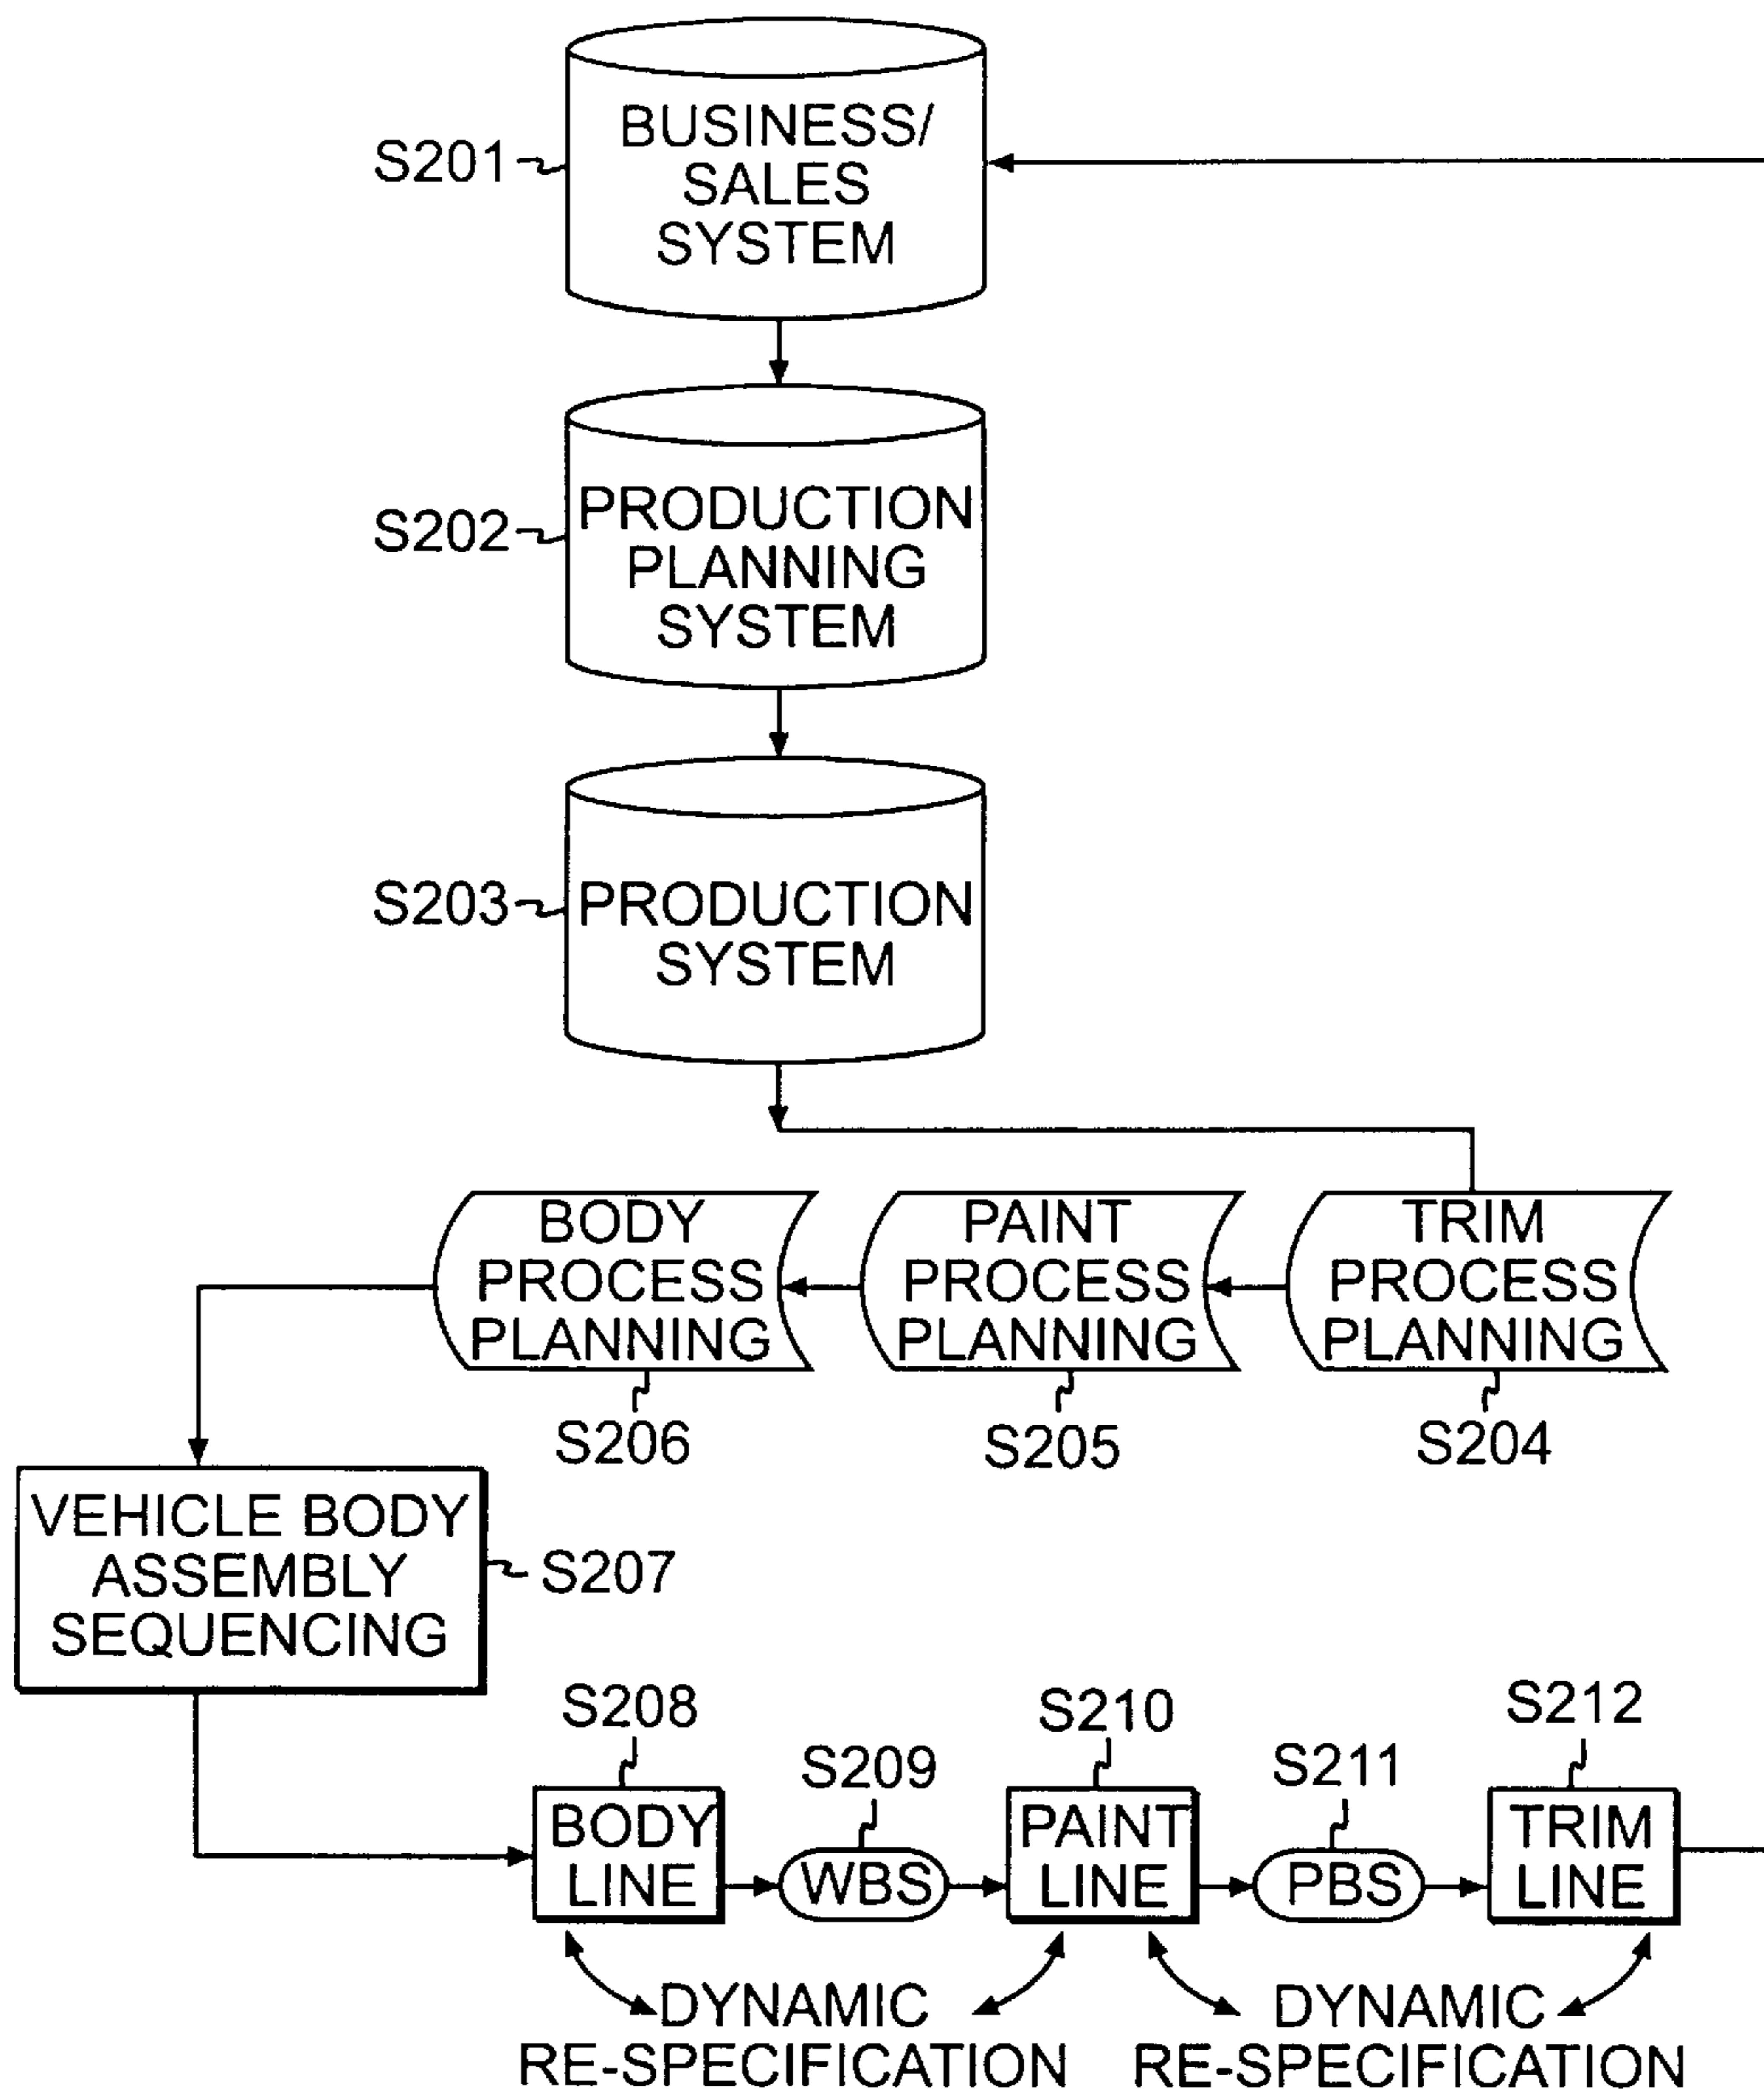 S201
BUSINESS/
SALES
SYSTEM
S202
PRODUCTION
PLANNING
SYSTEM
S203
PRODUCTION
SYSTEM
BODY
PROCESS
PLANNING
S206
PAINT
PROCESS
PLANNING
S205
TRIM
PROCESS
PLANNING
S204
VEHICLE BODY
ASSEMBLY
SEQUENCING
S207
S208
BODY
LINE
S209
WBS
S210
PAINT
LINE
S211
PBS
S212
TRIM
LINE
DYNAMIC
RE-SPECIFICATION
DYNAMIC
RE-SPECIFICATION